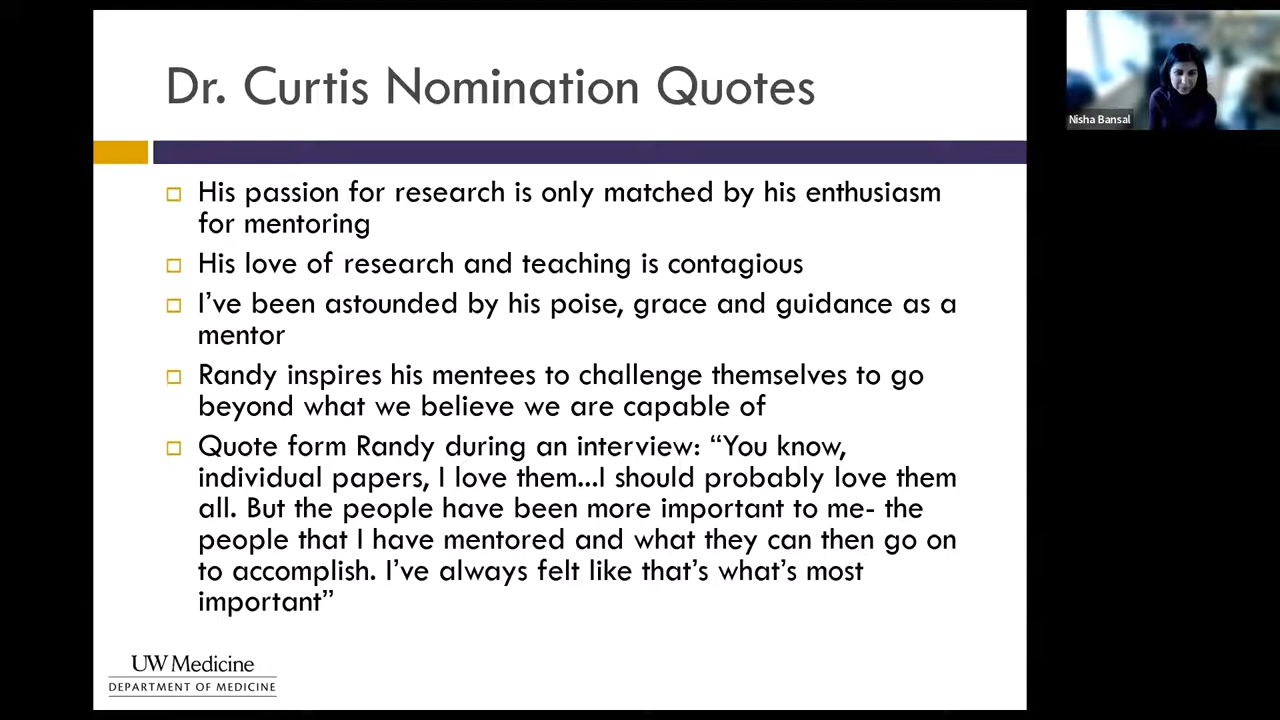 Dr. Curtis Nomination Quotes
His passion for research is only matched by his enthusiasm
for mentoring
His love of research and teaching is contagious
I've been astounded by his poise, grace and guidance as a
mentor
Randy inspires his mentees to challenge themselves to go
beyond what we believe we are capable of
Quote form Randy during an interview: “You know,
individual papers, I love them...I should probably love them
all. But the people have been more important to me- the
people that I have mentored and what they can then go on
to accomplish. I've always felt like that's what's most
important”
UW Medicine
DEPARTMENT OF MEDICINE
Nisha Bansal